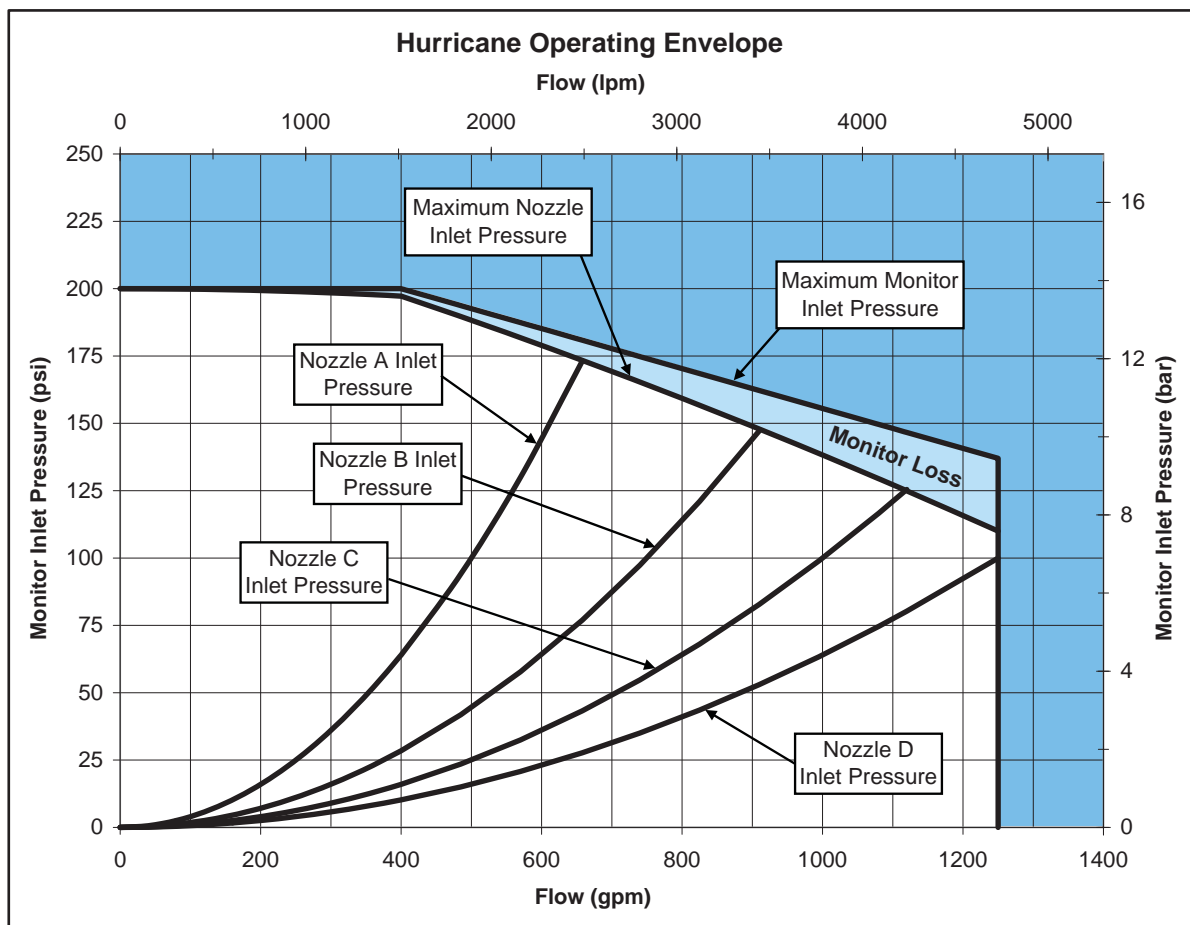 Hurricane Operating Envelope
Flow (lpm)
0 1000 2000 3000 4000 5000
250
225
200
175
150
125
100
75
50
25
0
Monitor Inlet Pressure (psi)
Maximum Nozzle
Inlet Pressure
Maximum Monitor
Inlet Pressure
Nozzle A Inlet
Pressure
Nozzle B Inlet
Pressure
Monitor Loss
Nozzle C
Inlet Pressure
Nozzle D
Inlet Pressure
16
12
8
4
0
Monitor Inlet Pressure (bar)
0 200 400 600 800 1000 1200 1400
Flow (gpm)